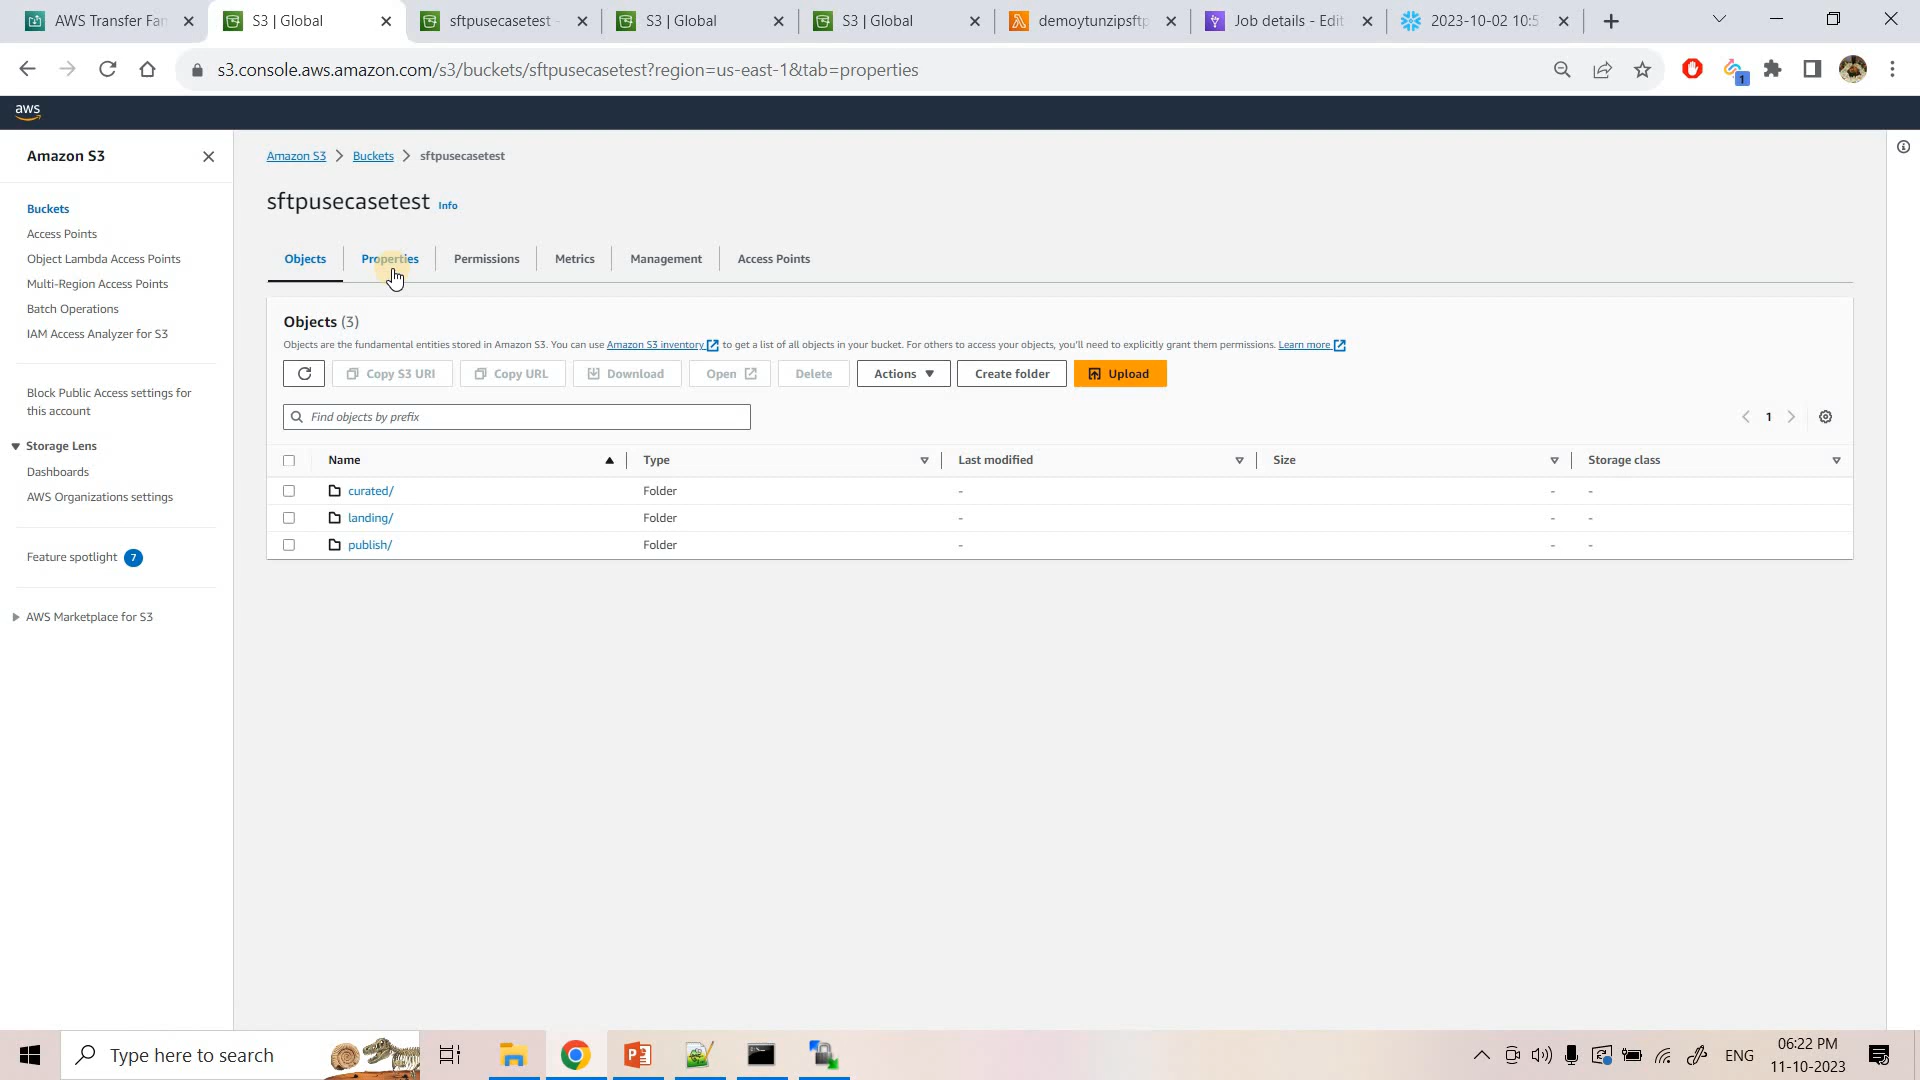 AWS Transfer Fan
S3 | Global
sftpusecasetest -
S3 | Global
S3 | Global
demoytunzipsftp
Job details - Edit
2023-10-02 10:5
s3.console.aws.amazon.com/s3/buckets/sftpusecasetest?region=us-east-1&tab=properties
1
aws
Amazon S3
Buckets
Access Points
Object Lambda Access Points
Multi-Region Access Points
Batch Operations
IAM Access Analyzer for S3
Block Public Access settings for
this account
Storage Lens
Dashboards
AWS Organizations settings
Feature spotlight 7
AWS Marketplace for S3
Amazon S3 > Buckets > sftpusecasetest
sftpusecasetest Info
Objects Properties Permissions Metrics Management Access Points
Objects (3)
Objects are the fundamental entities stored in Amazon S3. You can use Amazon S3 inventory to get a list of all objects in your bucket. For others to access your objects, you'll need to explicitly grant them permissions. Learn more
Copy S3 URI Copy URL Download Open Delete Actions Create folder Upload
Find objects by prefix
1
Name Type Last modified Size Storage class
curated/ Folder - - -
landing/ Folder - - -
publish/ Folder - - -
Type here to search
ENG
06:22 PM
11-10-2023